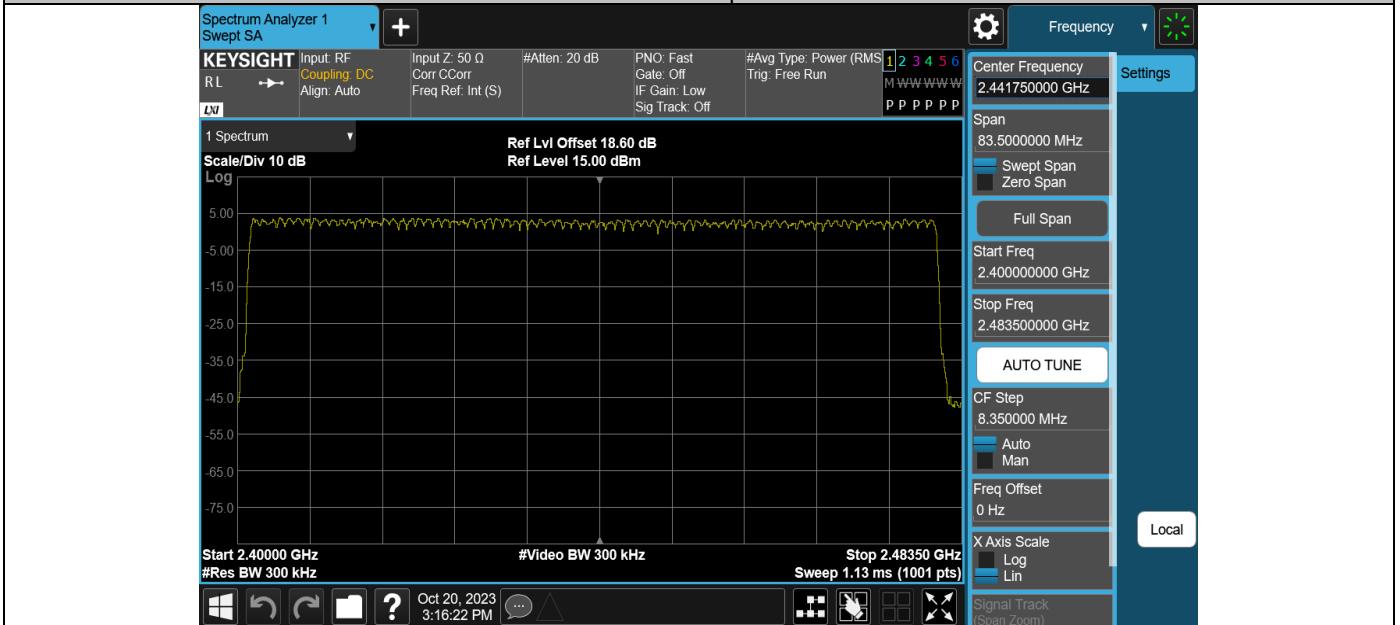 Spectrum Analyzer 1
Swept SA
+
Frequency
KEYSIGHT
RL
LXI
Input: RF
Coupling: DC
Align: Auto
Input Z: 50 Ω
Corr CCorr
Freq Ref: Int (S)
#Atten: 20 dB
PNO: Fast
Gate: Off
IF Gain: Low
Sig Track: Off
#Avg Type: Power (RMS
Trig: Free Run
1 2 3 4 5 6
M W W W W W
P P P P P P
1 Spectrum
Scale/Div 10 dB
Log
Ref Lvl Offset 18.60 dB
Ref Level 15.00 dBm
5.00
-5.00
-15.0
-25.0
-35.0
-45.0
-55.0
-65.0
-75.0
Start 2.40000 GHz
#Res BW 300 kHz
#Video BW 300 kHz
Stop 2.48350 GHz
Sweep 1.13 ms (1001 pts)
Center Frequency
2.441750000 GHz
Span
83.5000000 MHz
Swept Span
Zero Span
Full Span
Start Freq
2.400000000 GHz
Stop Freq
2.483500000 GHz
AUTO TUNE
CF Step
8.350000 MHz
Auto
Man
Freq Offset
0 Hz
X Axis Scale
Log
Lin
Signal Track
(Span Zoom)
Settings
Local
?
Oct 20, 2023
3:16:22 PM